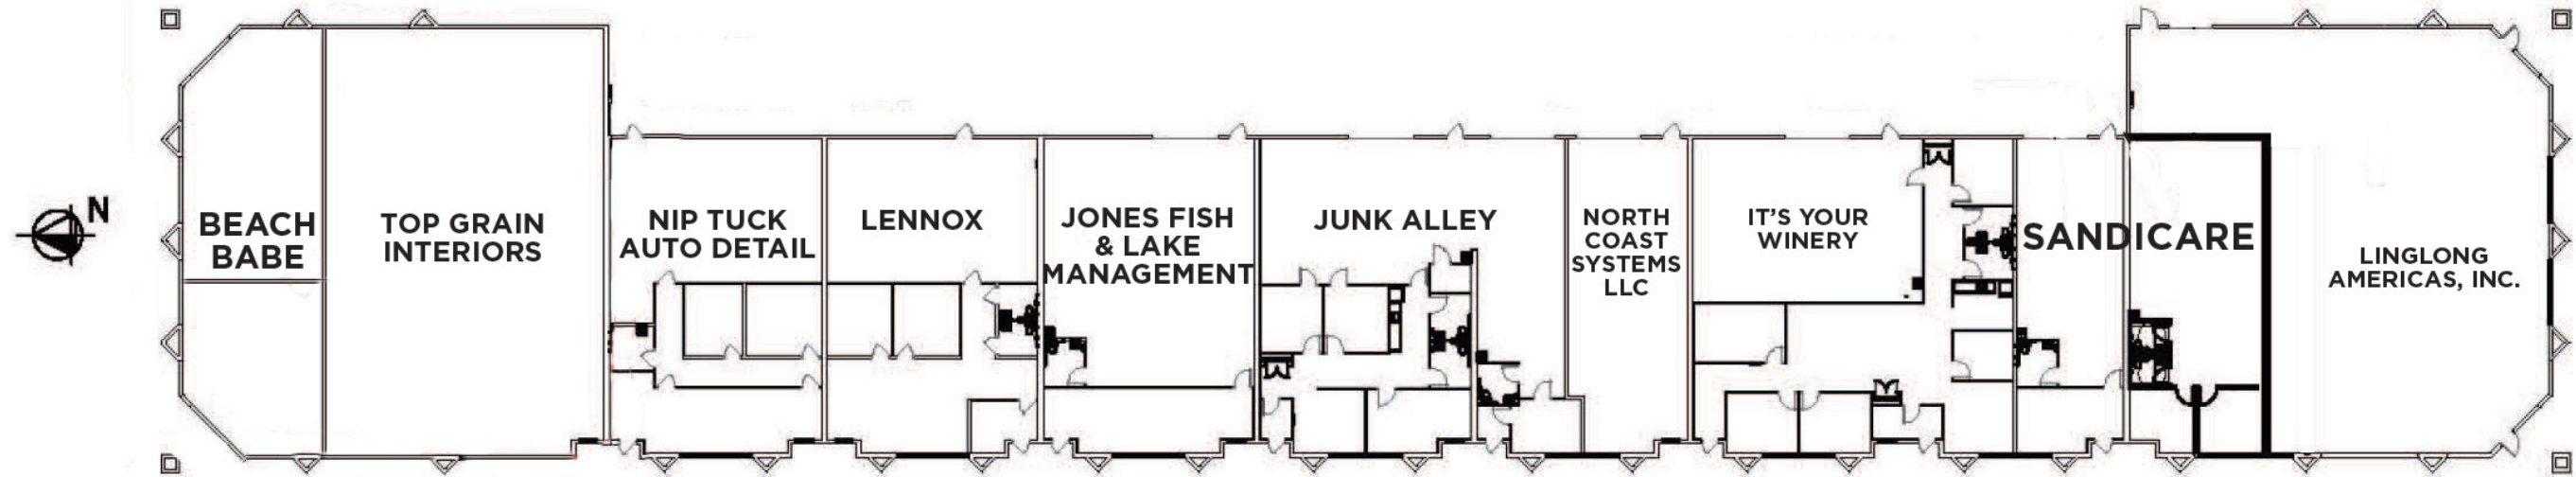 N
BEACH
BABE
TOP GRAIN
INTERIORS
NIP TUCK
AUTO DETAIL
LENNOX
JONES FISH
& LAKE
MANAGEMENT
JUNK ALLEY
NORTH
COAST
SYSTEMS
LLC
IT'S YOUR
WINERY
SANDICARE
LINGLONG
AMERICAS, INC.